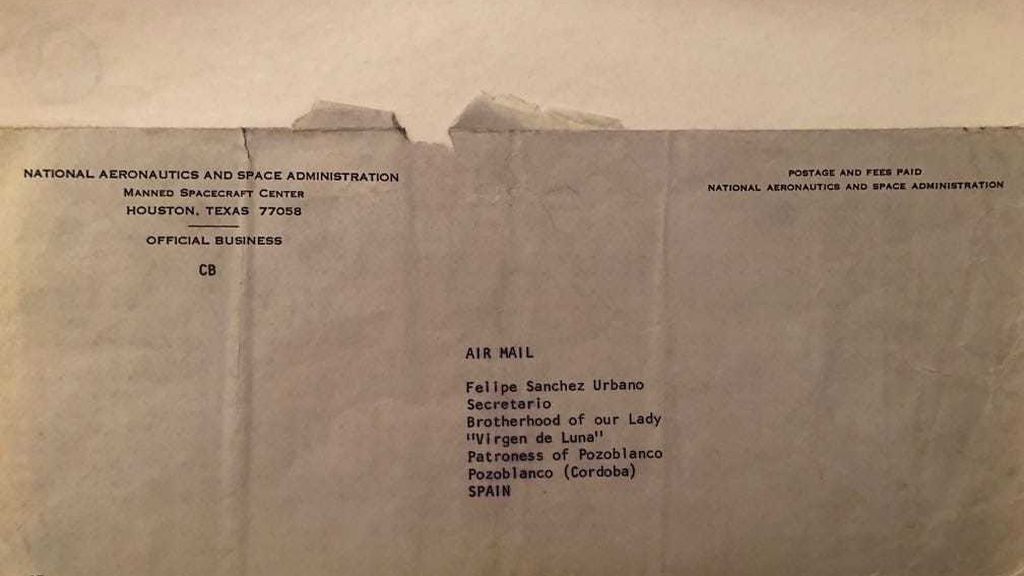 NATIONAL AERONAUTICS AND SPACE ADMINISTRATION
MANNED SPACECRAFT CENTER
HOUSTON, TEXAS 77058
OFFICIAL BUSINESS
CB
POSTAGE AND FEES PAID
NATIONAL AERONAUTICS AND SPACE ADMINISTRATION
AIR MAIL
Felipe Sanchez Urbano
Secretario
Brotherhood of our Lady
"Virgen de Luna"
Patroness of Pozoblanco
Pozoblanco (Cordoba)
SPAIN